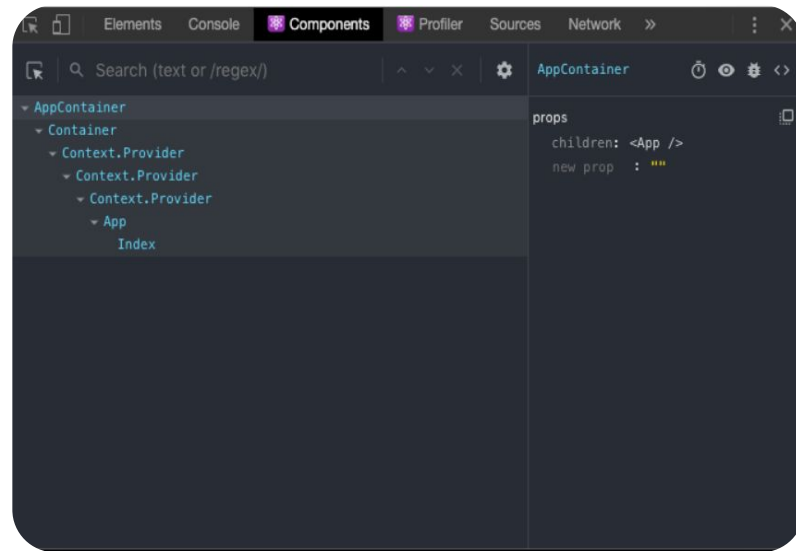 Elements Console Components Profiler Sources Network »
Search (text or /regex/)
AppContainer
Container
Context.Provider
Context.Provider
Context.Provider
App
Index
AppContainer
props
children: <App />
new prop : ""